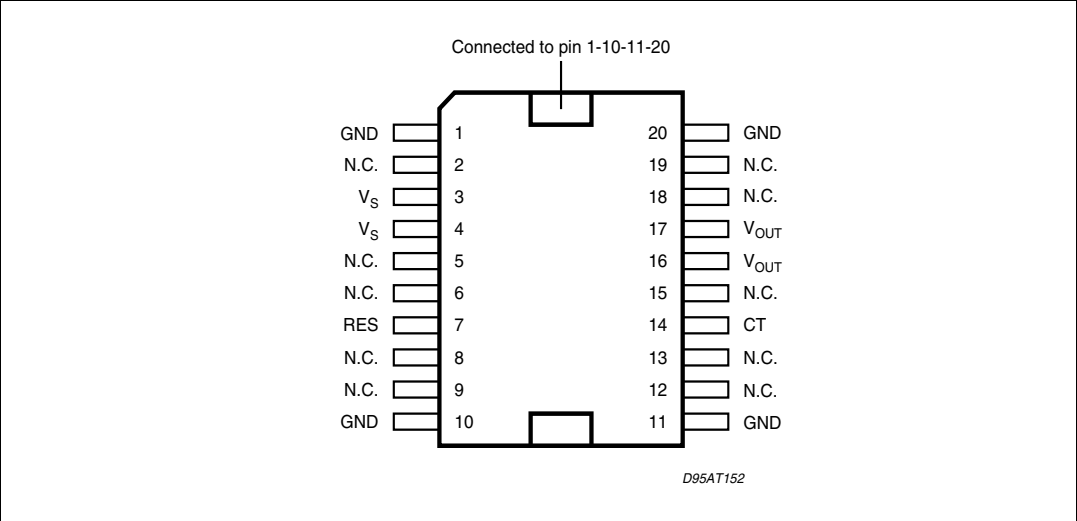 Connected to pin 1-10-11-20
GND 1 20 GND
N.C. 2 19 N.C.
VS 3 18 N.C.
VS 4 17 VOUT
N.C. 5 16 VOUT
N.C. 6 15 N.C.
RES 7 14 CT
N.C. 8 13 N.C.
N.C. 9 12 N.C.
GND 10 11 GND
D95AT152